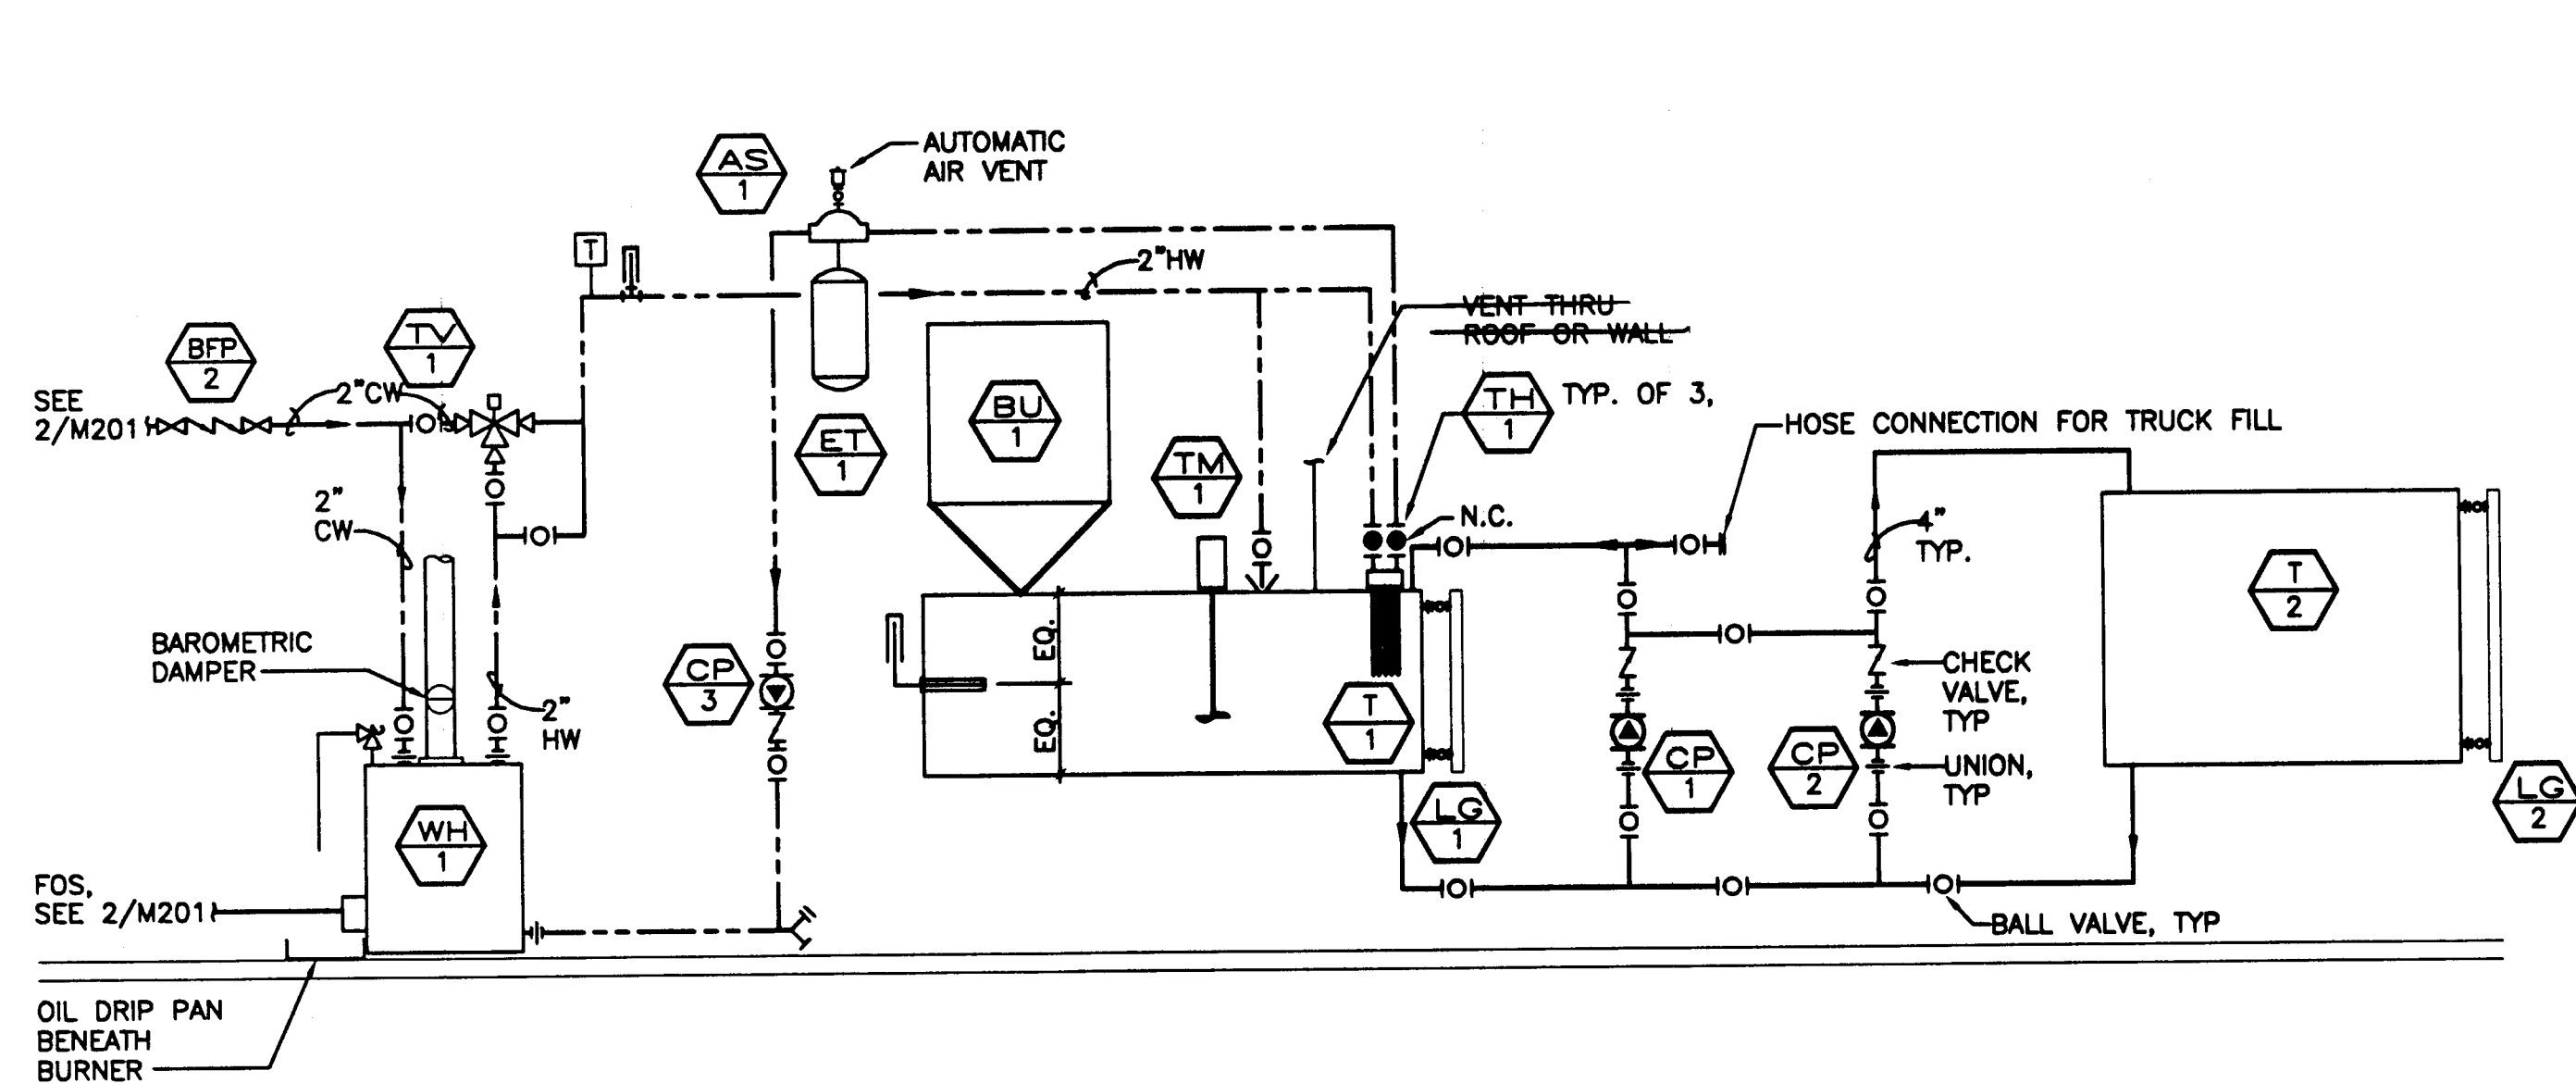 AUTOMATIC
AIR VENT
AS
1
T
2"HW
VENT THRU
ROOF OR WALL
BFP
2
TV
1
SEE
2/M201
2"CW
ET
1
BU
1
TM
1
TH
1
TYP. OF 3,
HOSE CONNECTION FOR TRUCK FILL
2"
CW
N.C.
4"
TYP.
T
2
BAROMETRIC
DAMPER
2"
HW
CP
3
EQ.
EQ.
T
1
CHECK
VALVE,
TYP
CP
1
CP
2
UNION,
TYP
LG
1
LG
2
WH
1
FOS,
SEE 2/M201
BALL VALVE, TYP
OIL DRIP PAN
BENEATH
BURNER